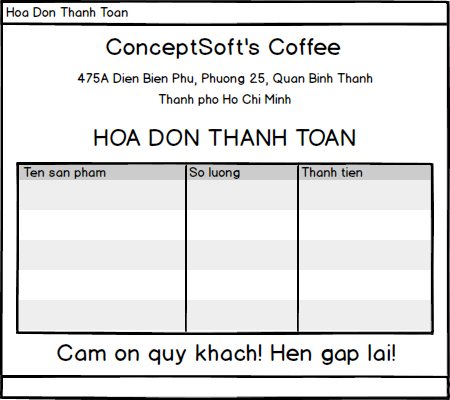 Hoa Don Thanh Toan
ConceptSoft's Coffee
475A Dien Bien Phu, Phuong 25, Quan Binh Thanh
Thanh pho Ho Chi Minh
HOA DON THANH TOAN
Ten san pham So luong Thanh tien
Cam on quy khach! Hen gap lai!